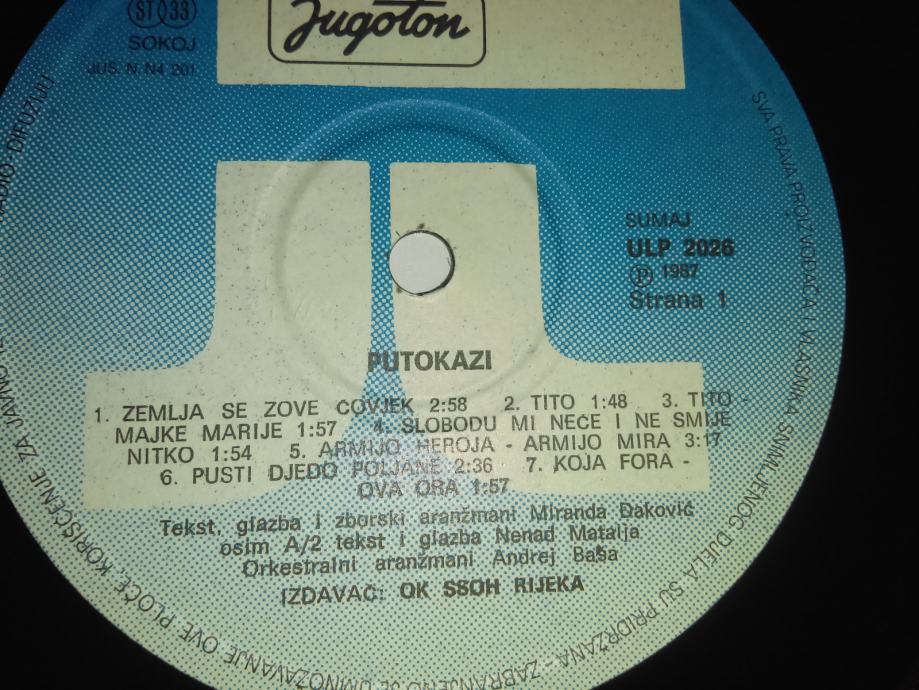 Jugoton
ST 33
SOKOJ
JUS. N. N4 201
SUMAJ
ULP 2026
Ⓟ 1987
Strana 1
PUTOKAZI
1. ZEMLJA SE ZOVE ČOVJEK 2:58 2. TITO 1:48 3. TITO -
MAJKE MARIJE 1:57 4. SLOBODU MI NEĆE I NE SMIJE
NITKO 1:54 5. ARMIJO HEROJA - ARMIJO MIRA 3:17
6. PUSTI DJEDO POLJANE 2:36 7. KOJA FORA -
OVA ORA 1:57
Tekst, glazba i zborski aranžmani Miranda Đaković
osim A/2 tekst i glazba Nenad Matalja
Orkestralni aranžmani Andrej Baša
IZDAVAČ: OK SSOH RIJEKA
SVA PRAVA PROIZVOĐAČA I VLASNIKA SNIMLJENOG DJELA SU PRIDRŽANA - ZABRANJENO JE UMNOŽAVANJE OVE PLOČE, KORIŠĆENJE ZA JAVNO RADIO-DIFUZIJU